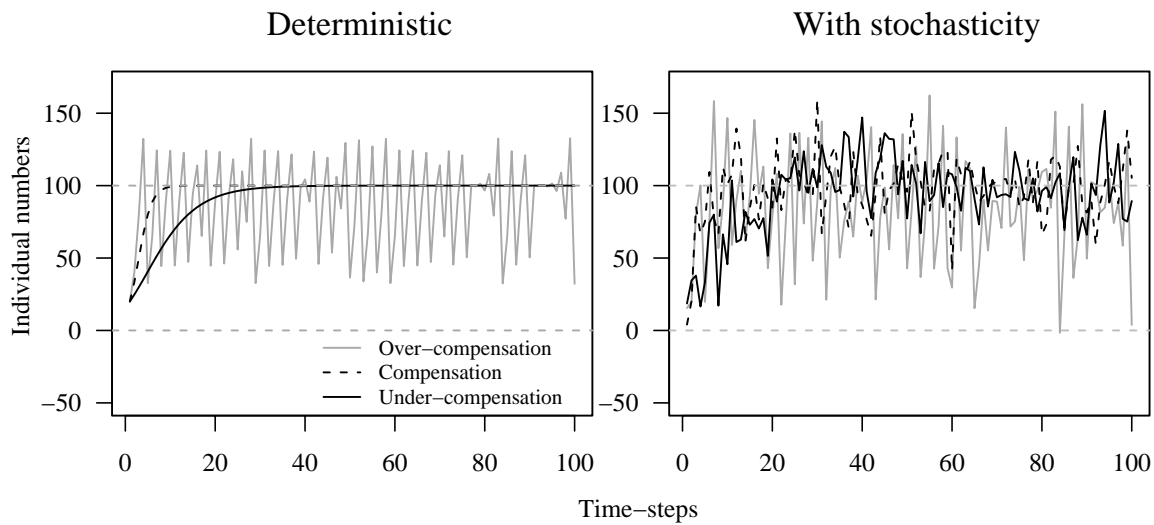 Deterministic
With stochasticity
Individual numbers
150
100
50
0
−50
Over−compensation
Compensation
Under−compensation
0 20 40 60 80 100
150
100
50
0
−50
0 20 40 60 80 100
Time−steps